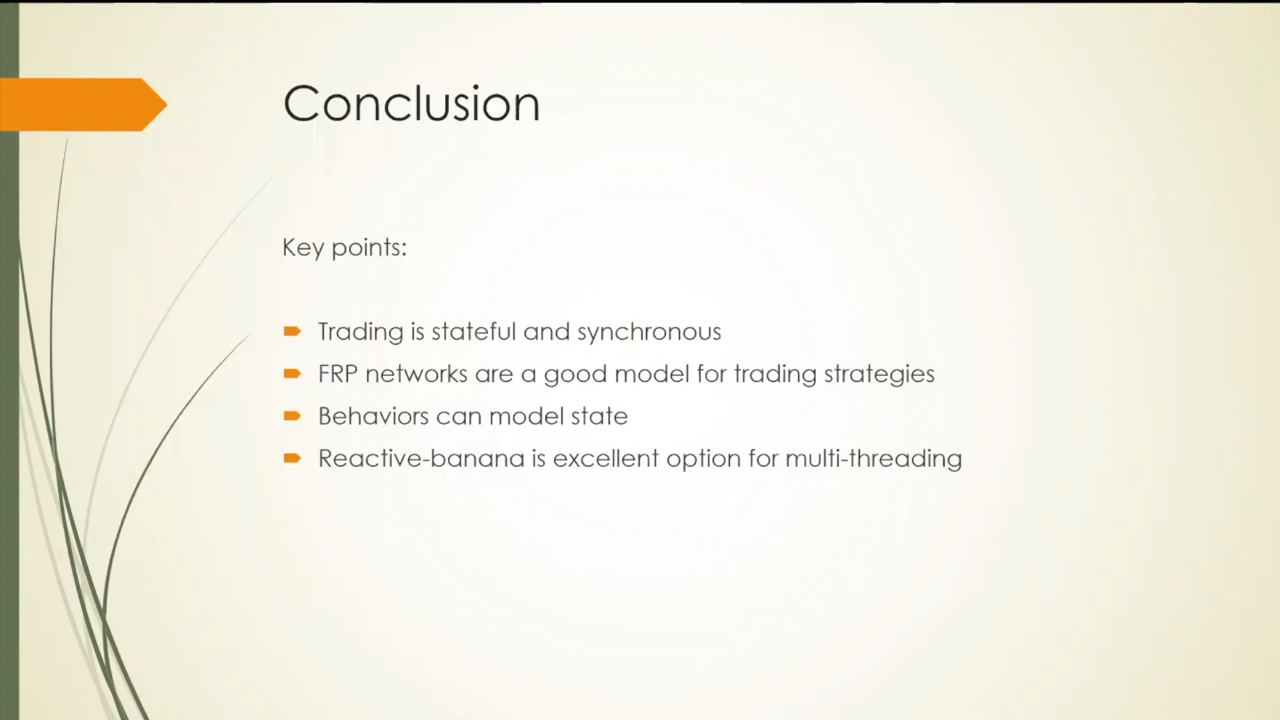 Conclusion
Key points:
Trading is stateful and synchronous
FRP networks are a good model for trading strategies
Behaviors can model state
Reactive-banana is excellent option for multi-threading